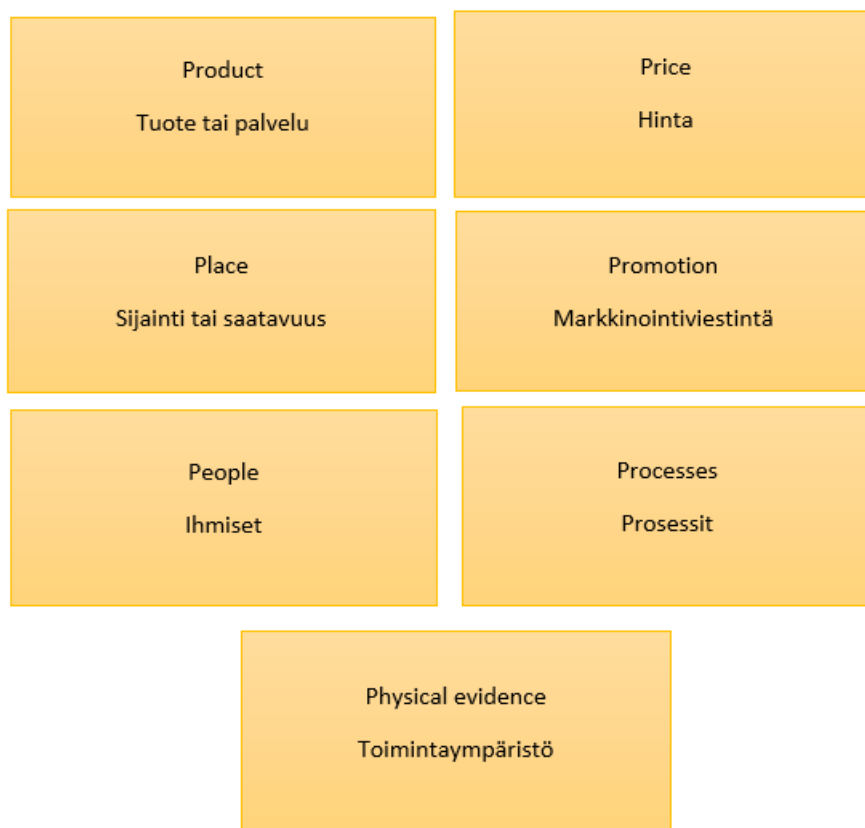 Product
Tuote tai palvelu
Price
Hinta
Place
Sijainti tai saatavuus
Promotion
Markkinointiviestintä
People
Ihmiset
Processes
Prosessit
Physical evidence
Toimintaympäristö